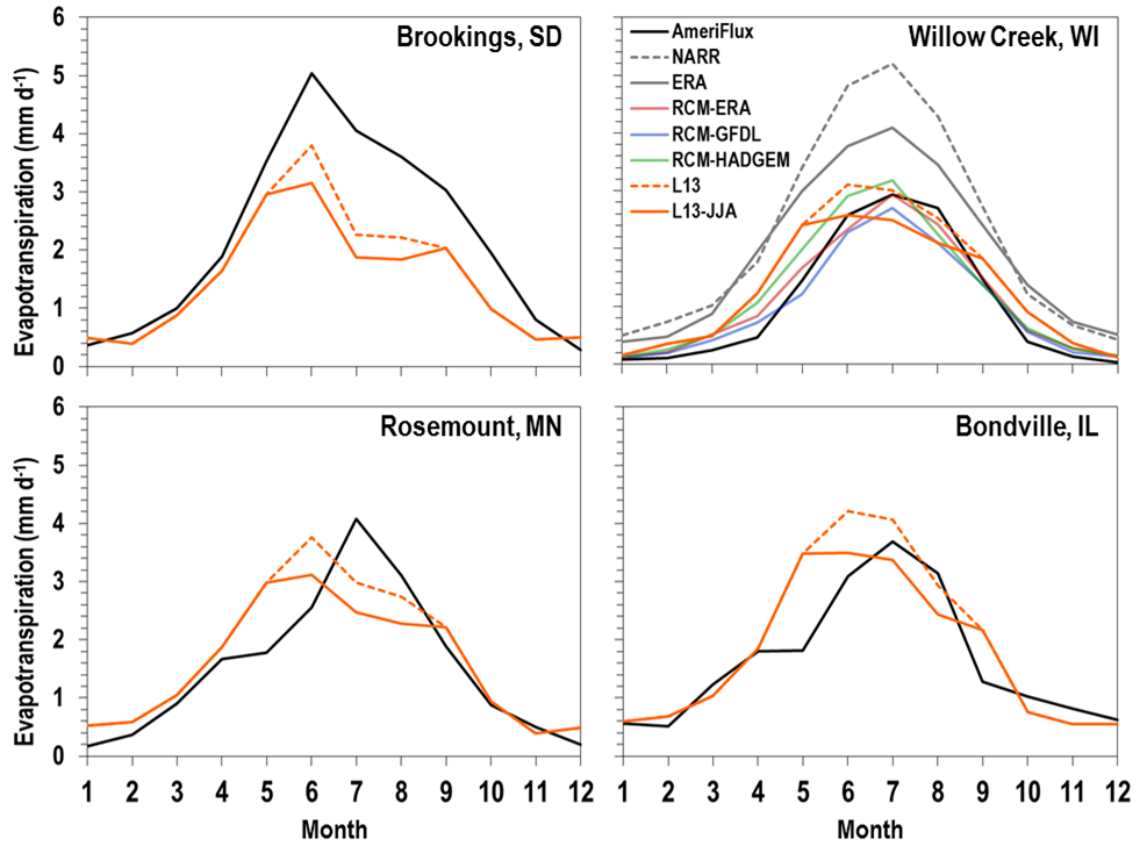 Brookings, SD
Evapotranspiration (mm d-1)
6
5
4
3
2
1
0
Willow Creek, WI
AmeriFlux
NARR
ERA
RCM-ERA
RCM-GFDL
RCM-HADGEM
L13
L13-JJA
Rosemount, MN
Evapotranspiration (mm d-1)
6
5
4
3
2
1
0
1 2 3 4 5 6 7 8 9 10 11 12
Month
Bondville, IL
1 2 3 4 5 6 7 8 9 10 11 12
Month